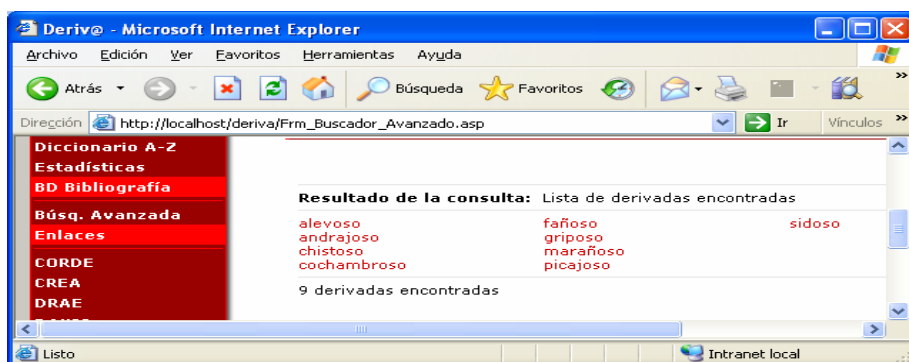 Deriv@ - Microsoft Internet Explorer
Archivo Edición Ver Favoritos Herramientas Ayuda
Atrás Búsqueda Favoritos
Dirección http://localhost/deriva/Frm_Buscador_Avanzado.asp Ir Vínculos
Diccionario A-Z
Estadísticas
BD Bibliografía
Búsq. Avanzada
Enlaces
CORDE
CREA
DRAE
Resultado de la consulta: Lista de derivadas encontradas
alevoso fañoso sidoso
andrajoso griposo
chistoso marañoso
cochambroso picajoso
9 derivadas encontradas
Listo Intranet local